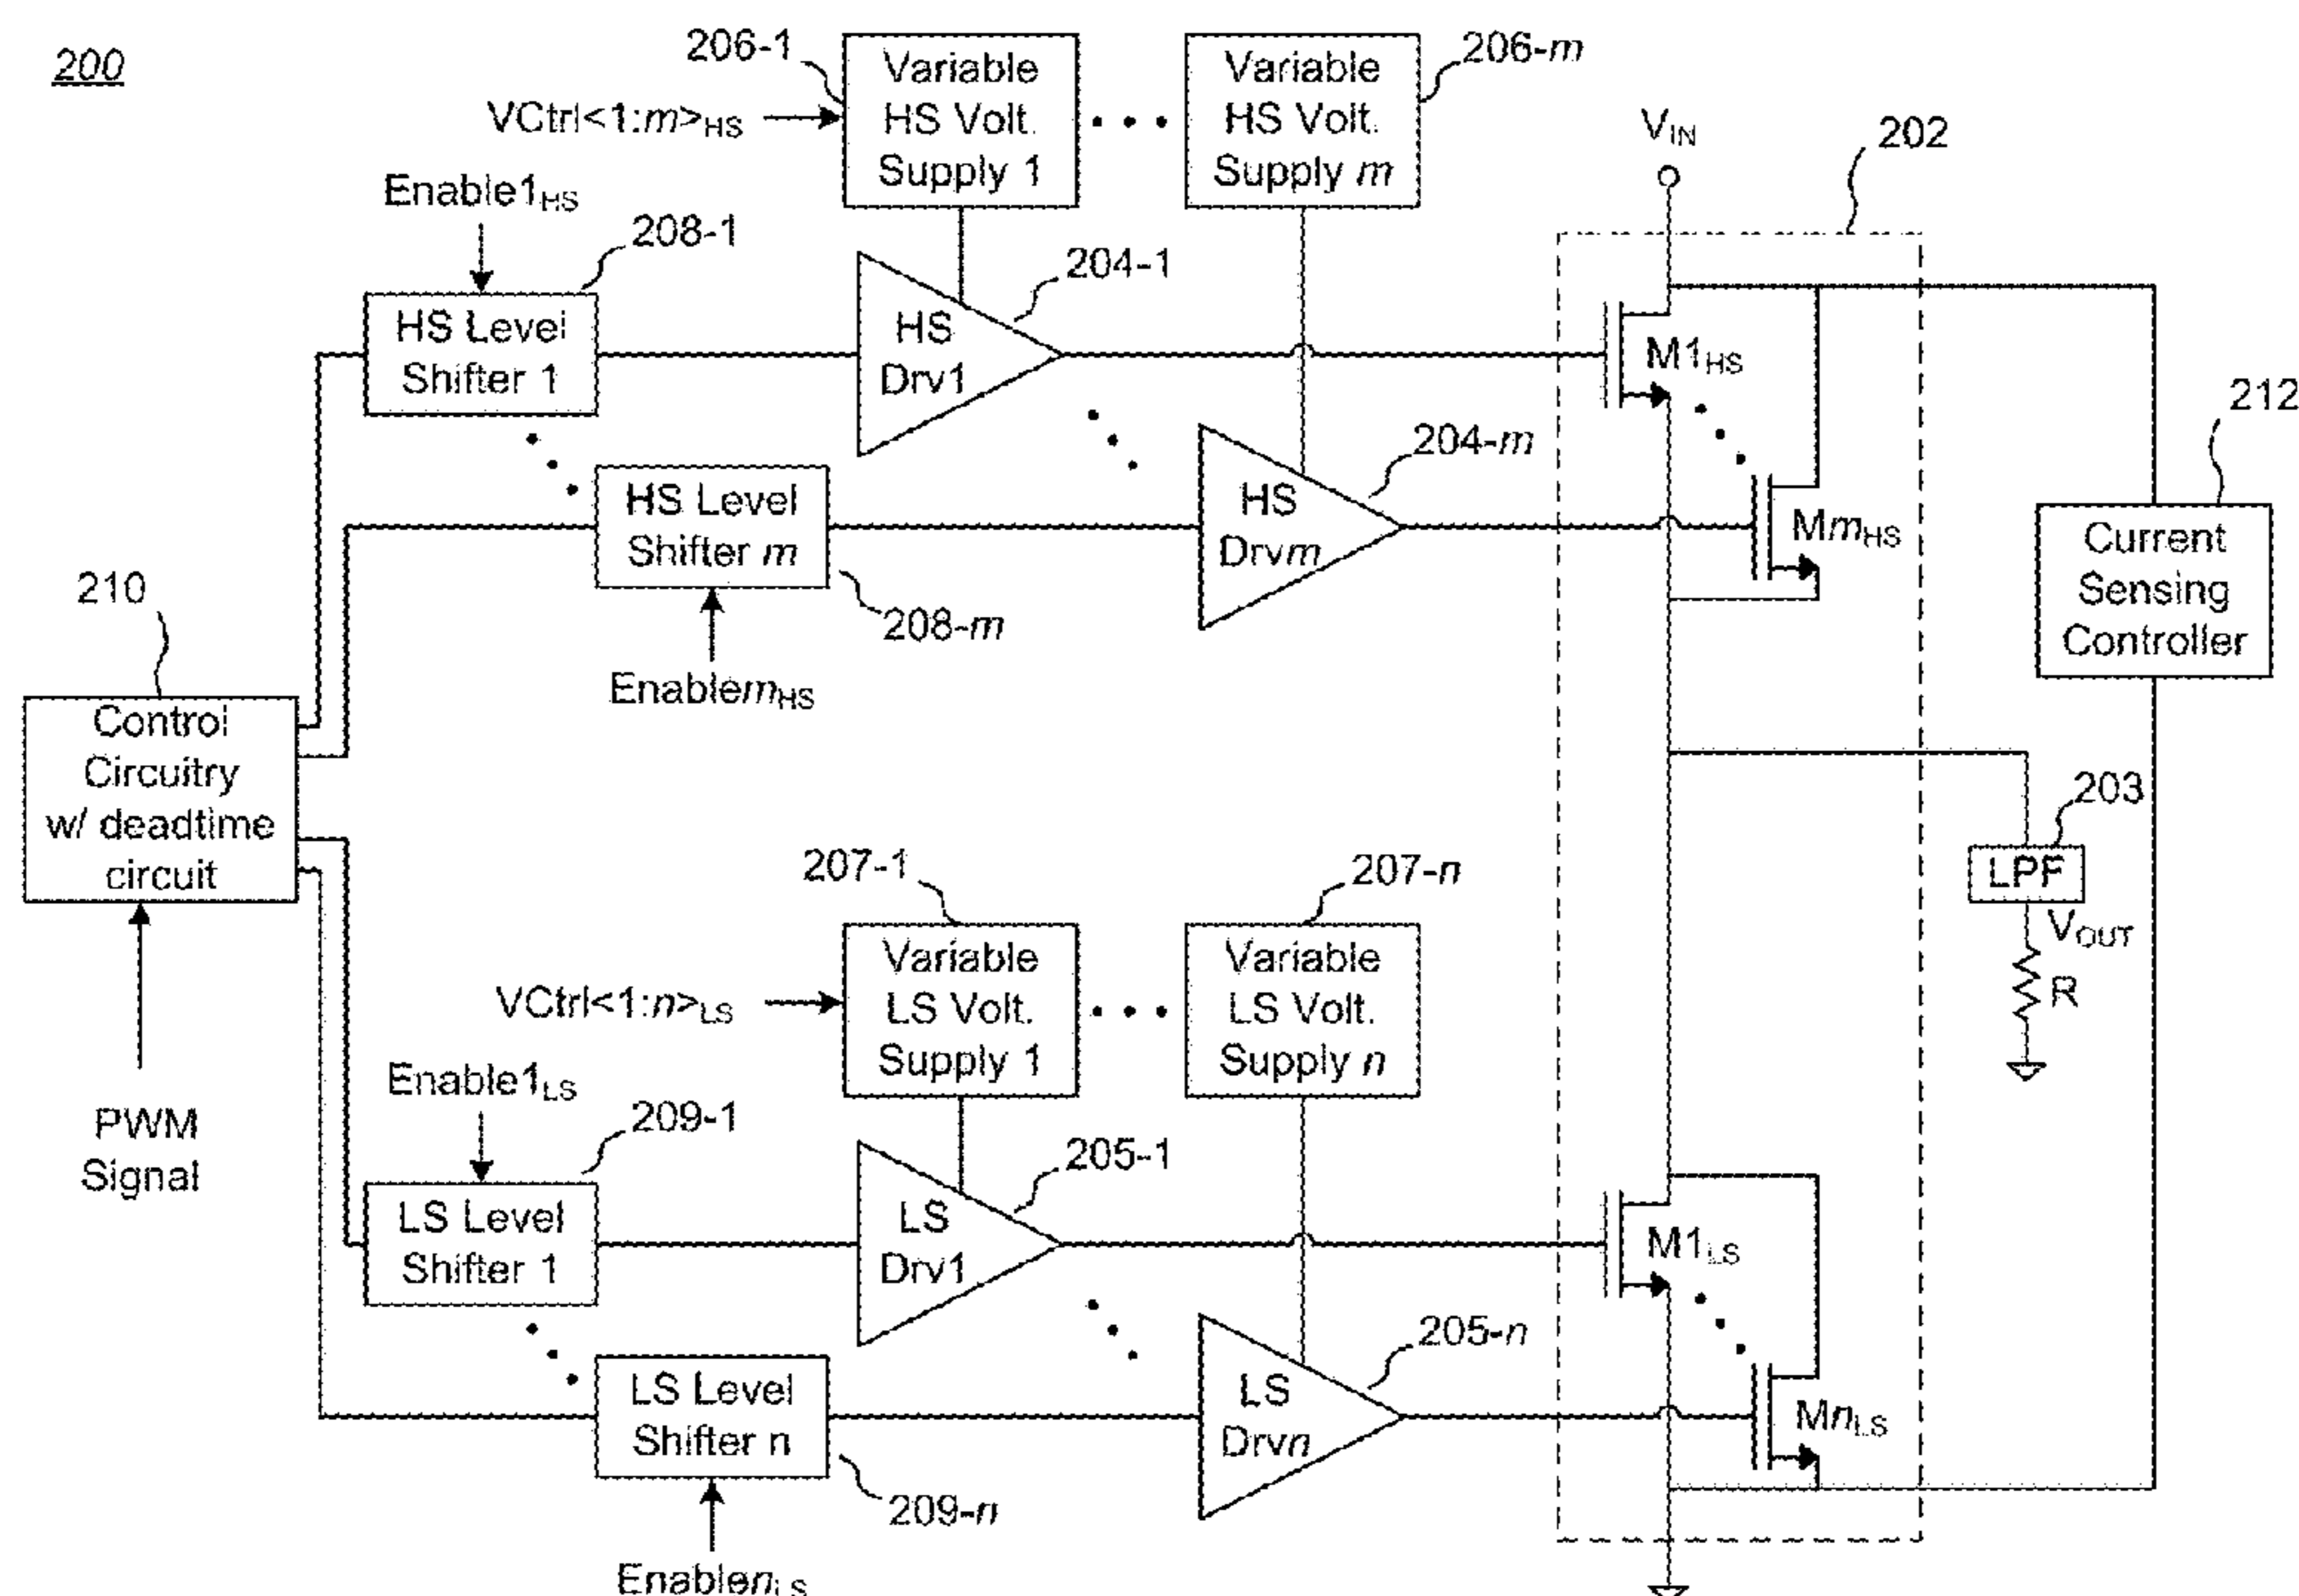 200
206-1
Variable
HS Volt.
Supply 1
Variable
HS Volt.
Supply m
206-m
VCtrl<1:m>HS
VIN
202
Enable1HS
208-1
HS Level
Shifter 1
HS
Drv1
204-1
M1HS
212
HS Level
Shifter m
HS
Drvm
204-m
MmHS
Current
Sensing
Controller
208-m
EnablemHS
210
Control
Circuitry
w/ deadtime
circuit
PWM
Signal
203
LPF
VOUT
R
207-1
Variable
LS Volt.
Supply 1
Variable
LS Volt.
Supply n
207-n
VCtrl<1:n>LS
Enable1LS
209-1
LS Level
Shifter 1
LS
Drv1
205-1
M1LS
LS Level
Shifter n
LS
Drvn
205-n
MnLS
209-n
EnablenLS